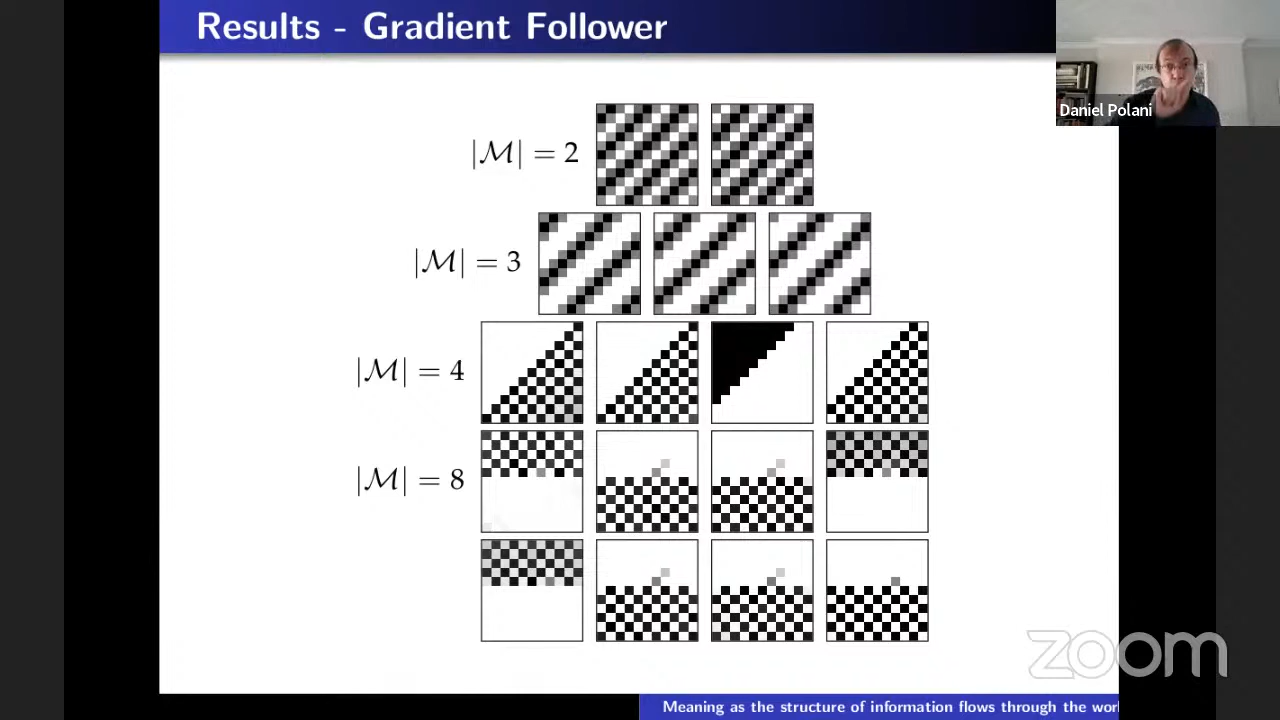 Results - Gradient Follower
Daniel Polani
|ℳ| = 2
|ℳ| = 3
|ℳ| = 4
|ℳ| = 8
zoom
Meaning as the structure of information flows through the wor